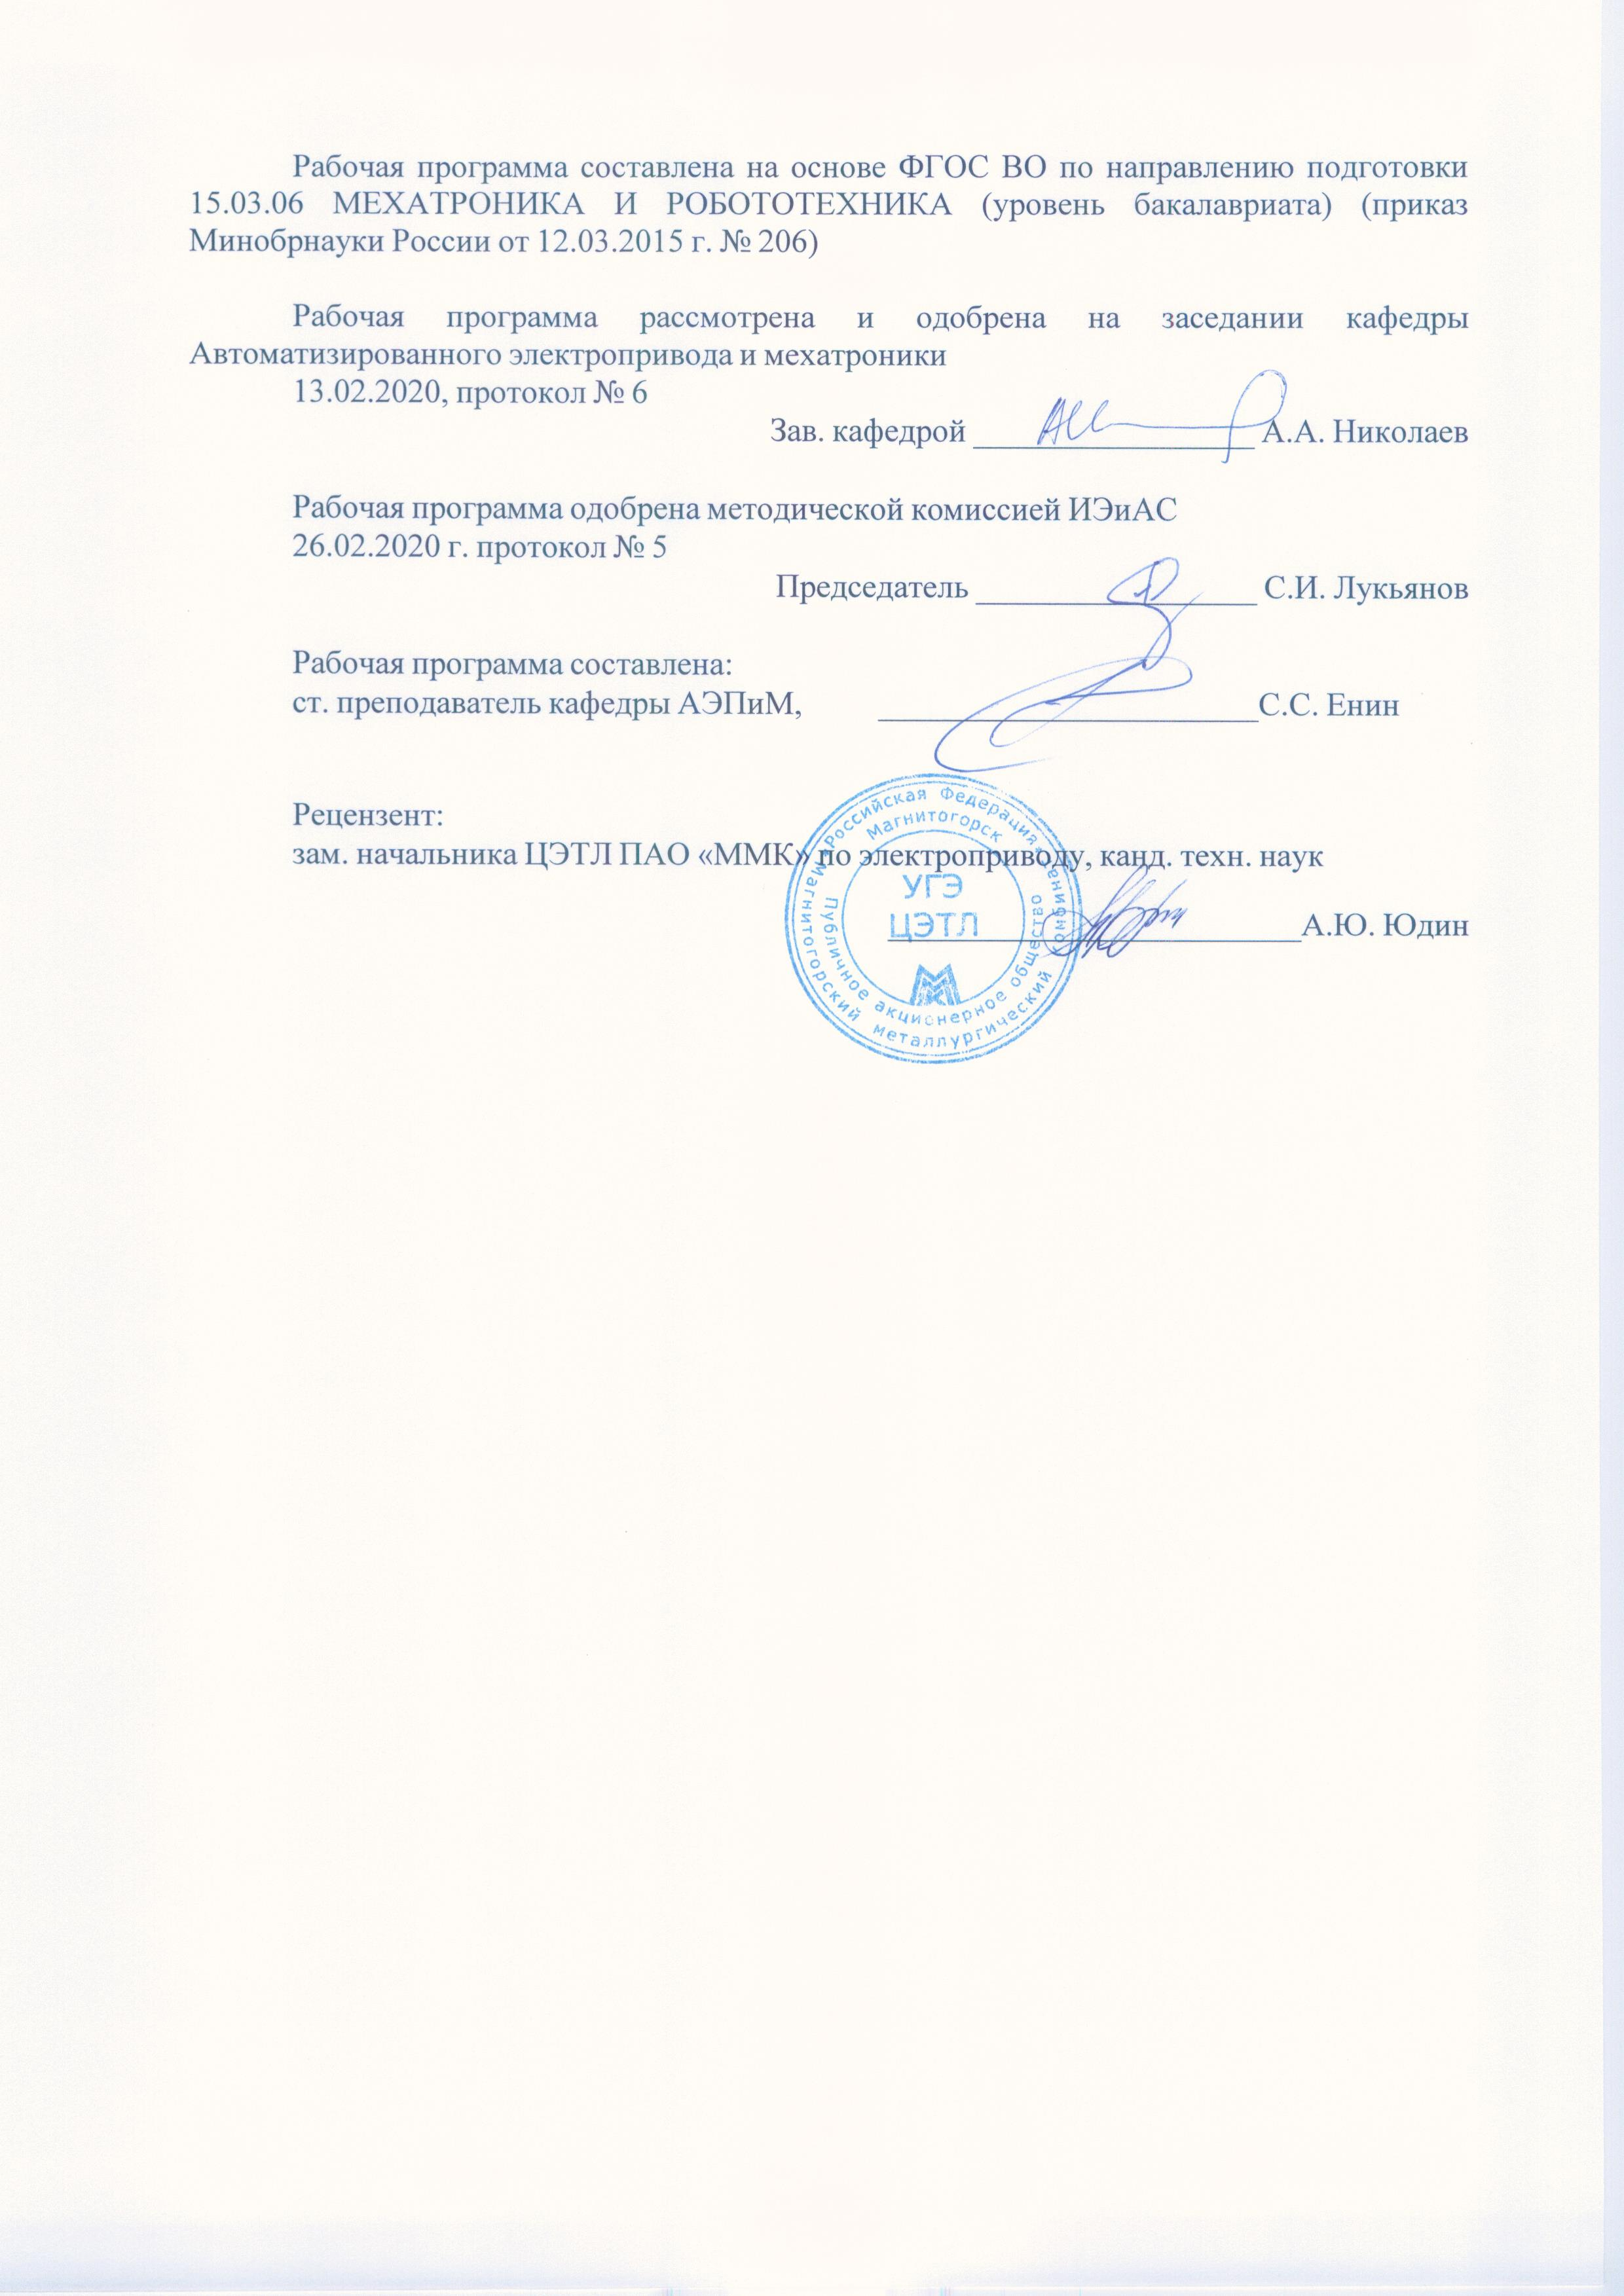 Рабочая программа составлена на основе ФГОС ВО по направлению подготовки
15.03.06 МЕХАТРОНИКА И РОБОТОТЕХНИКА (уровень бакалавриата) (приказ
Минобрнауки России от 12.03.2015 г. № 206)
Рабочая программа рассмотрена и одобрена на заседании кафедры
Автоматизированного электропривода и мехатроники
13.02.2020, протокол № 6
Зав. кафедрой А.А. Николаев
Рабочая программа одобрена методической комиссией ИЭиАС
26.02.2020 г. протокол № 5
Председатель С.И. Лукьянов
Рабочая программа составлена:
ст. преподаватель кафедры АЭПиМ, С.С. Енин
Рецензент:
зам. начальника ЦЭТЛ ПАО «ММК» по электроприводу, канд. техн. наук
А.Ю. Юдин
Российская Федерация
Магнитогорск
Публичное акционерное общество
Магнитогорский металлургический комбинат
УГЭ
ЦЭТЛ